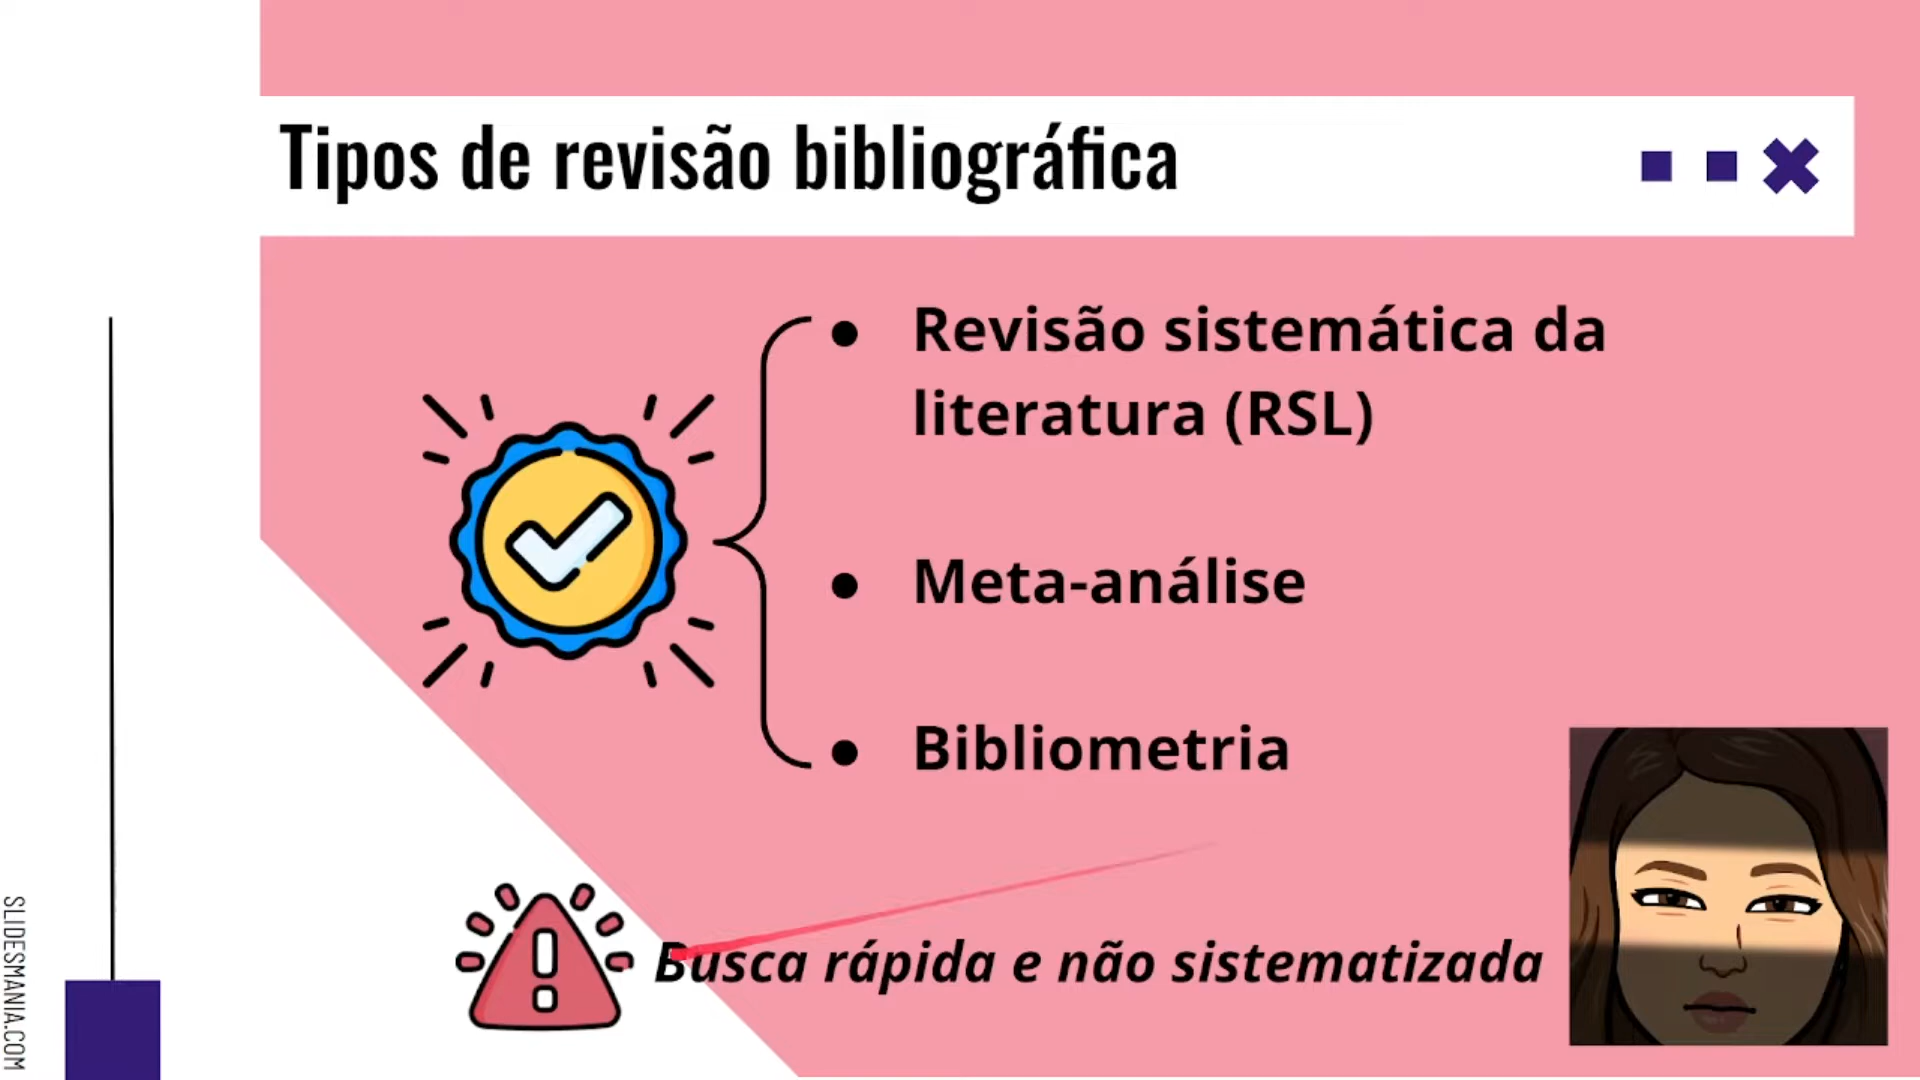 Tipos de revisão bibliográfica
● Revisão sistemática da
literatura (RSL)
● Meta-análise
● Bibliometria
Busca rápida e não sistematizada
SLIDESMANIA.COM